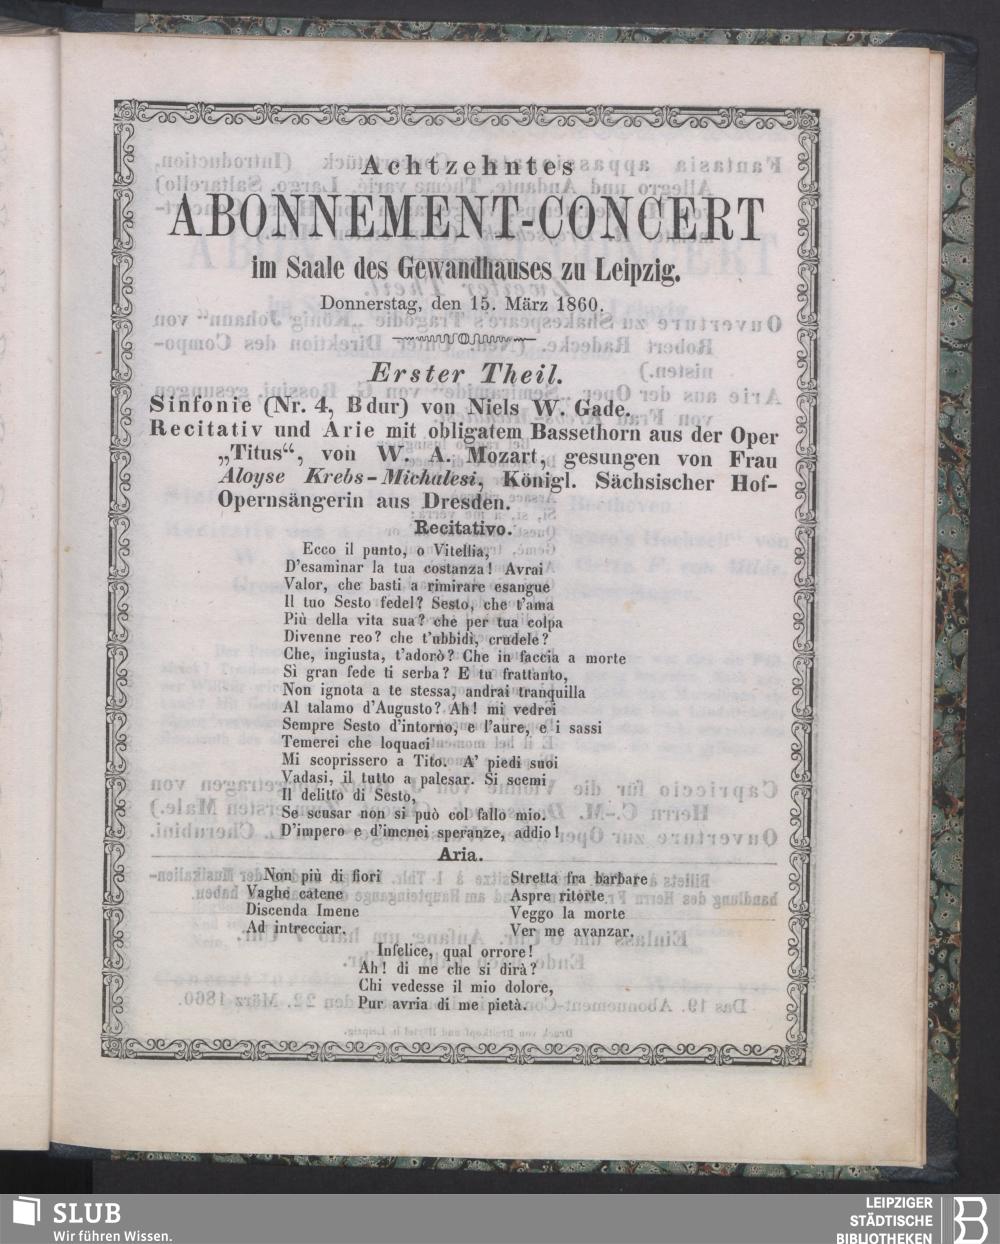 Achtzehntes
ABONNEMENT-CONCERT
im Saale des Gewandhauses zu Leipzig.
Donnerstag, den 15. März 1860.
Erster Theil.
Sinfonie (Nr. 4, B dur) von Niels W. Gade.
Recitativ und Arie mit obligatem Bassethorn aus der Oper
„Titus“, von W. A. Mozart, gesungen von Frau
Aloyse Krebs-Michalesi, Königl. Sächsischer Hof-
Opernsängerin aus Dresden.
Recitativo.
Ecco il punto, o Vitellia,
D'esaminar la tua costanza! Avrai
Valor, che basti a rimirare esangue
Il tuo Sesto fedel? Sesto, che t'ama
Più della vita sua? che per tua colpa
Divenne reo? che t'ubbidì, crudele?
Che, ingiusta, t'adorò? Che in faccia a morte
Sì gran fede ti serba? E tu frattanto,
Non ignota a te stessa, andrai tranquilla
Al talamo d'Augusto? Ah! mi vedrei
Sempre Sesto d'intorno, e l'aure, e i sassi
Temerei che loquaci
Mi scoprissero a Tito. A' piedi suoi
Vadasi, il tutto a palesar. Si scemi
Il delitto di Sesto,
Se scusar non si può col fallo mio.
D'impero e d'imenei speranze, addio!
Aria.
Non più di fiori
Vaghe catene
Discenda Imene
Ad intrecciar.
Stretta fra barbare
Aspre ritorte
Veggo la morte
Ver me avanzar.
Infelice, qual orrore!
Ah! di me che si dirà?
Chi vedesse il mio dolore,
Pur avria di me pietà.
SLUB
Wir führen Wissen.
LEIPZIGER
STÄDTISCHE
BIBLIOTHEKEN